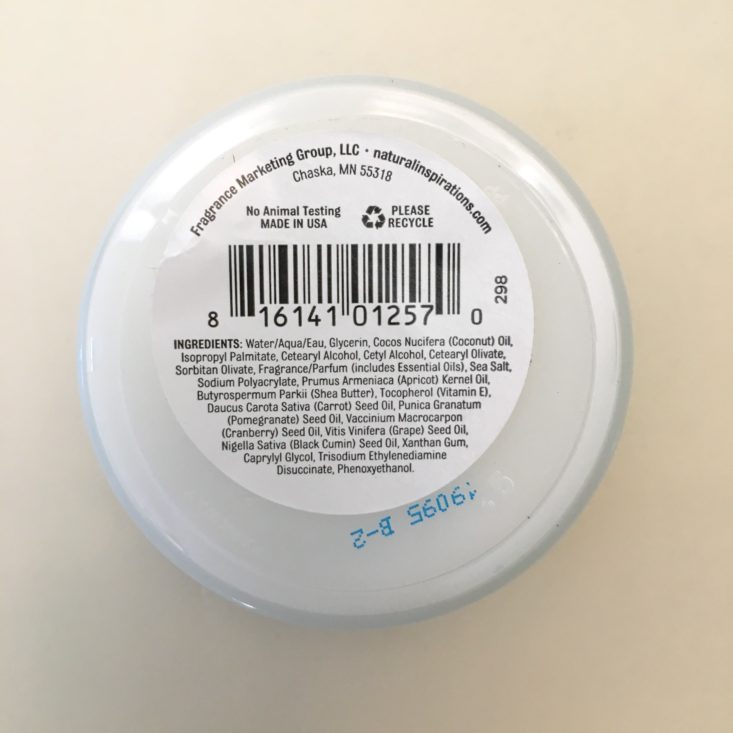 Fragrance Marketing Group, LLC • naturalinspirations.com
Chaska, MN 55318
No Animal Testing
MADE IN USA
PLEASE
RECYCLE
8 16141 01257 0
298
INGREDIENTS: Water/Aqua/Eau, Glycerin, Cocos Nucifera (Coconut) Oil,
Isopropyl Palmitate, Cetearyl Alcohol, Cetyl Alcohol, Cetearyl Olivate,
Sorbitan Olivate, Fragrance/Parfum (includes Essential Oils), Sea Salt,
Sodium Polyacrylate, Prumus Armeniaca (Apricot) Kernel Oil,
Butyrospermum Parkii (Shea Butter), Tocopherol (Vitamin E),
Daucus Carota Sativa (Carrot) Seed Oil, Punica Granatum
(Pomegranate) Seed Oil, Vaccinium Macrocarpon
(Cranberry) Seed Oil, Vitis Vinifera (Grape) Seed Oil,
Nigella Sativa (Black Cumin) Seed Oil, Xanthan Gum,
Caprylyl Glycol, Trisodium Ethylenediamine
Disuccinate, Phenoxyethanol.
19095 B-2